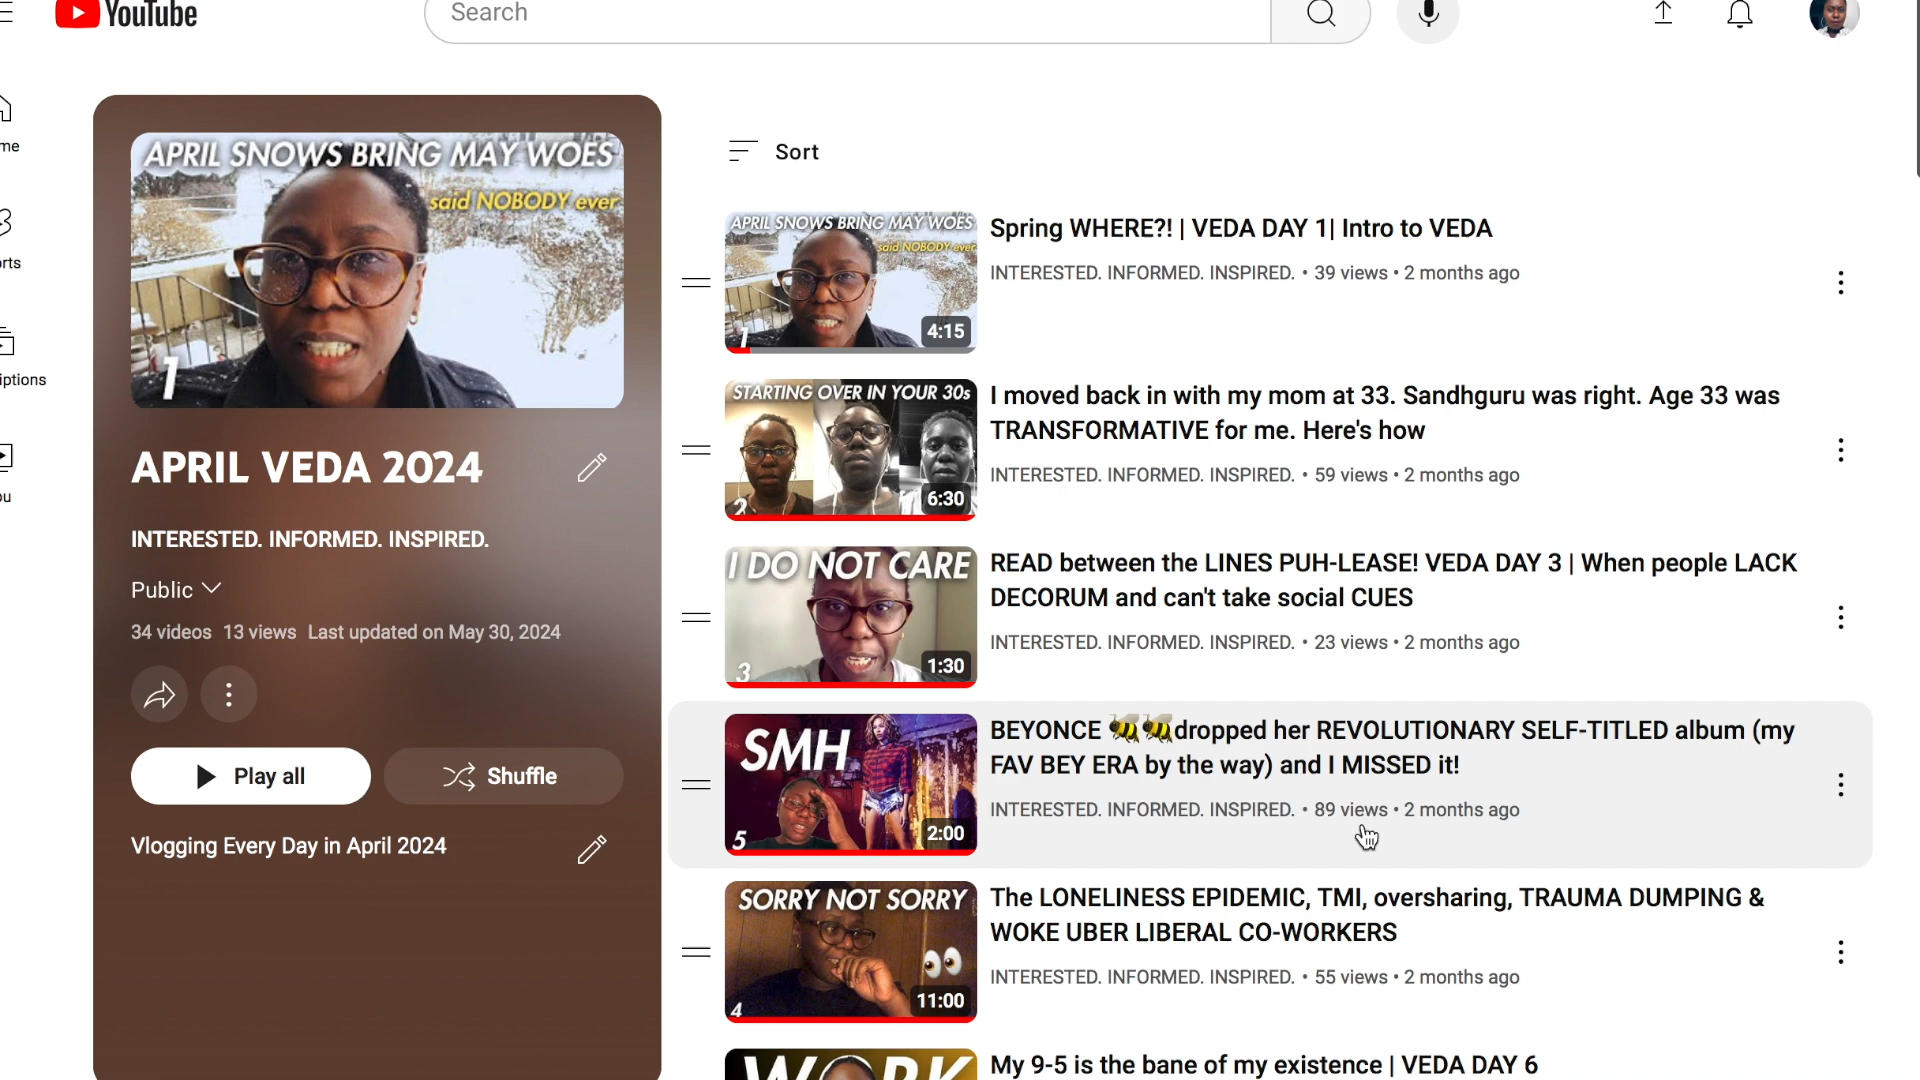 YouTube
Search
me
orts
iptions
ou
APRIL SNOWS BRING MAY WOES
said NOBODY ever
1
APRIL VEDA 2024
INTERESTED. INFORMED. INSPIRED.
Public
34 videos 13 views Last updated on May 30, 2024
Play all
Shuffle
Vlogging Every Day in April 2024
Sort
APRIL SNOWS BRING MAY WOES
said NOBODY ever
1
4:15
Spring WHERE?! | VEDA DAY 1| Intro to VEDA
INTERESTED. INFORMED. INSPIRED. • 39 views • 2 months ago
STARTING OVER IN YOUR 30s
2
6:30
I moved back in with my mom at 33. Sandhguru was right. Age 33 was
TRANSFORMATIVE for me. Here's how
INTERESTED. INFORMED. INSPIRED. • 59 views • 2 months ago
I DO NOT CARE
3
1:30
READ between the LINES PUH-LEASE! VEDA DAY 3 | When people LACK
DECORUM and can't take social CUES
INTERESTED. INFORMED. INSPIRED. • 23 views • 2 months ago
SMH
5
2:00
BEYONCE 🐝🐝dropped her REVOLUTIONARY SELF-TITLED album (my
FAV BEY ERA by the way) and I MISSED it!
INTERESTED. INFORMED. INSPIRED. • 89 views • 2 months ago
SORRY NOT SORRY
4
11:00
The LONELINESS EPIDEMIC, TMI, oversharing, TRAUMA DUMPING &
WOKE UBER LIBERAL CO-WORKERS
INTERESTED. INFORMED. INSPIRED. • 55 views • 2 months ago
My 9-5 is the bane of my existence | VEDA DAY 6